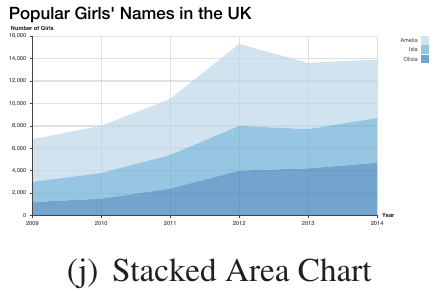 Popular Girls' Names in the UK
Number of Girls
16,000
14,000
12,000
10,000
8,000
6,000
4,000
2,000
0
2009 2010 2011 2012 2013 2014
Year
Amelia
Isla
Olivia
(j) Stacked Area Chart